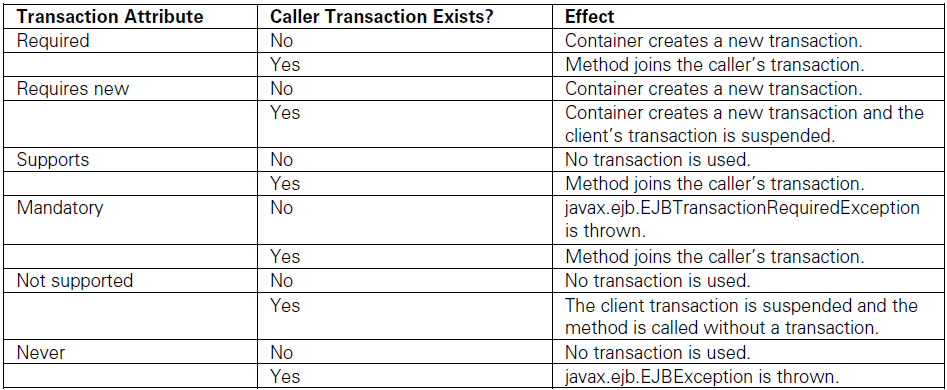 Transaction Attribute Caller Transaction Exists? Effect
Required No Container creates a new transaction.
Yes Method joins the caller's transaction.
Requires new No Container creates a new transaction.
Yes Container creates a new transaction and the
client's transaction is suspended.
Supports No No transaction is used.
Yes Method joins the caller's transaction.
Mandatory No javax.ejb.EJBTransactionRequiredException
is thrown.
Yes Method joins the caller's transaction.
Not supported No No transaction is used.
Yes The client transaction is suspended and the
method is called without a transaction.
Never No No transaction is used.
Yes javax.ejb.EJBException is thrown.